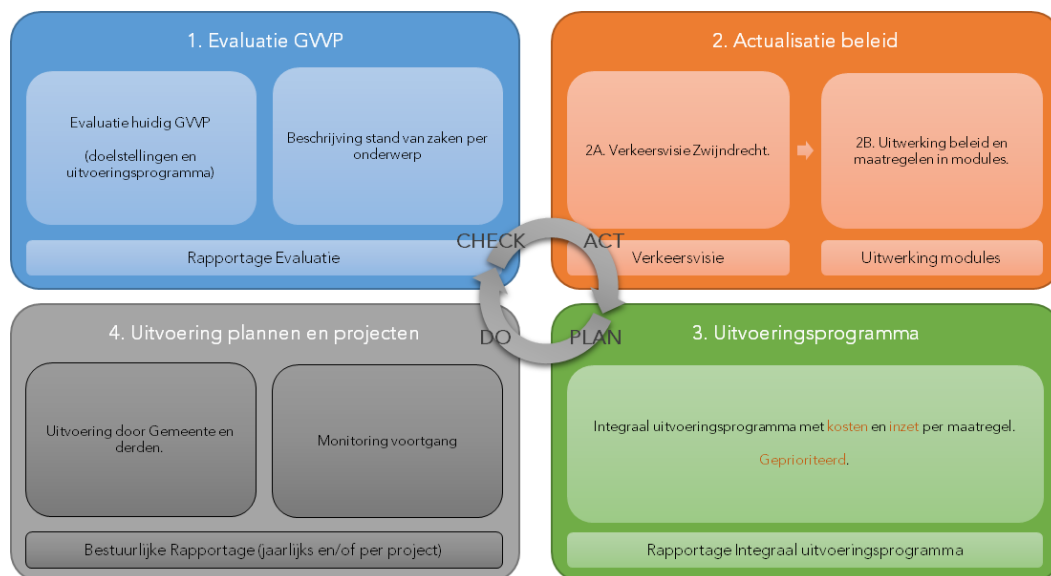 1. Evaluatie GVVP
Evaluatie huidig GVVP
(doelstellingen en
uitvoeringsprogramma)
Beschrijving stand van zaken per
onderwerp
Rapportage Evaluatie
2. Actualisatie beleid
2A. Verkeersvisie Zwijndrecht.
2B. Uitwerking beleid en
maatregelen in modules.
Verkeersvisie
Uitwerking modules
CHECK
ACT
DO
PLAN
4. Uitvoering plannen en projecten
Uitvoering door Gemeente en
derden.
Monitoring voortgang
Bestuurlijke Rapportage (jaarlijks en/of per project)
3. Uitvoeringsprogramma
Integraal uitvoeringsprogramma met kosten en inzet per maatregel.
Geprioriteerd.
Rapportage Integraal uitvoeringsprogramma